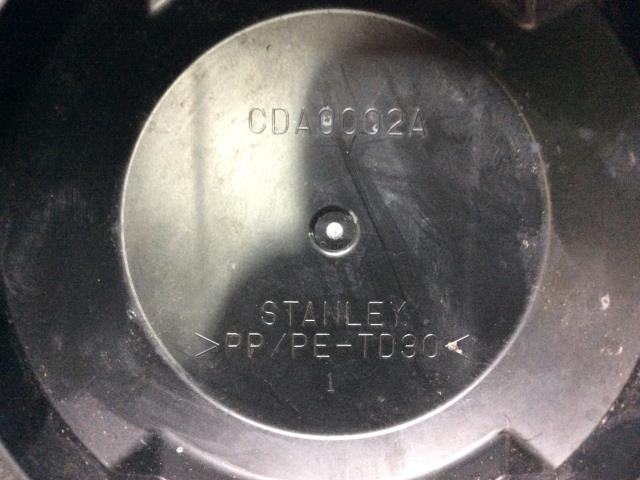 CDA0002A
STANLEY
>PP/PE-TD30<
1